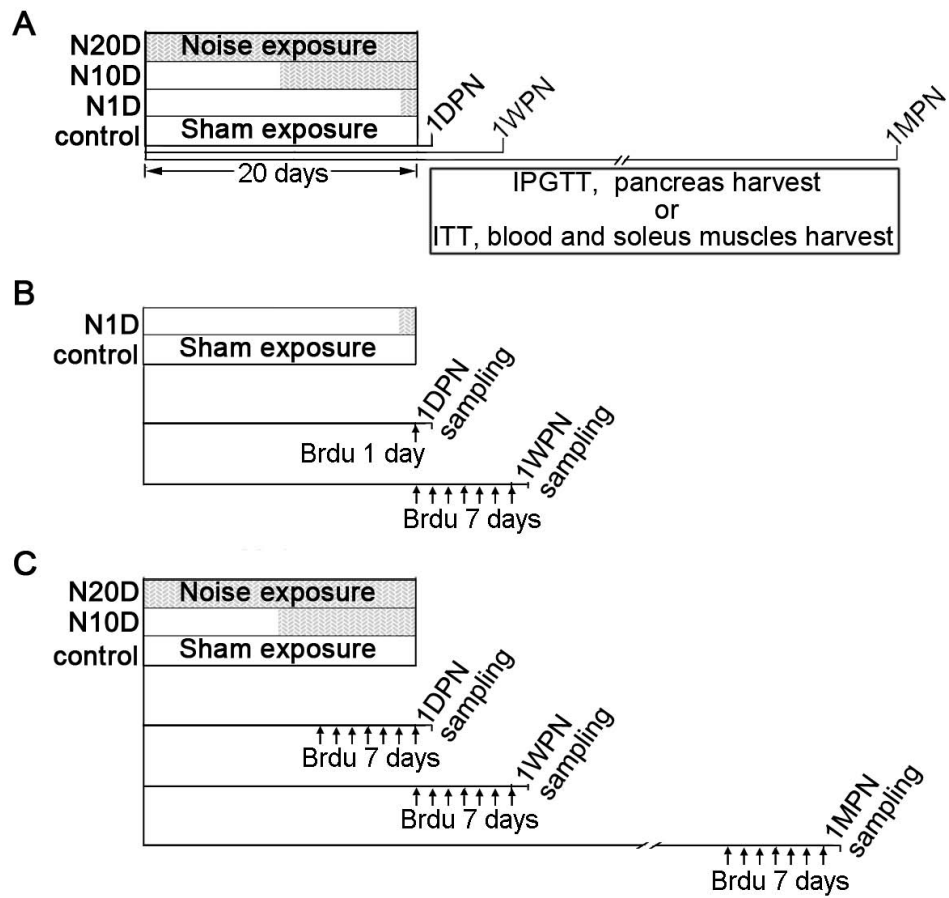 A
N20D Noise exposure
N10D
N1D
control Sham exposure
1DPN
1WPN
1MPN
20 days
IPGTT, pancreas harvest
or
ITT, blood and soleus muscles harvest
B
N1D
control Sham exposure
1DPN
sampling
Brdu 1 day
1WPN
sampling
Brdu 7 days
C
N20D Noise exposure
N10D
control Sham exposure
1DPN
sampling
Brdu 7 days
1WPN
sampling
Brdu 7 days
1MPN
sampling
Brdu 7 days